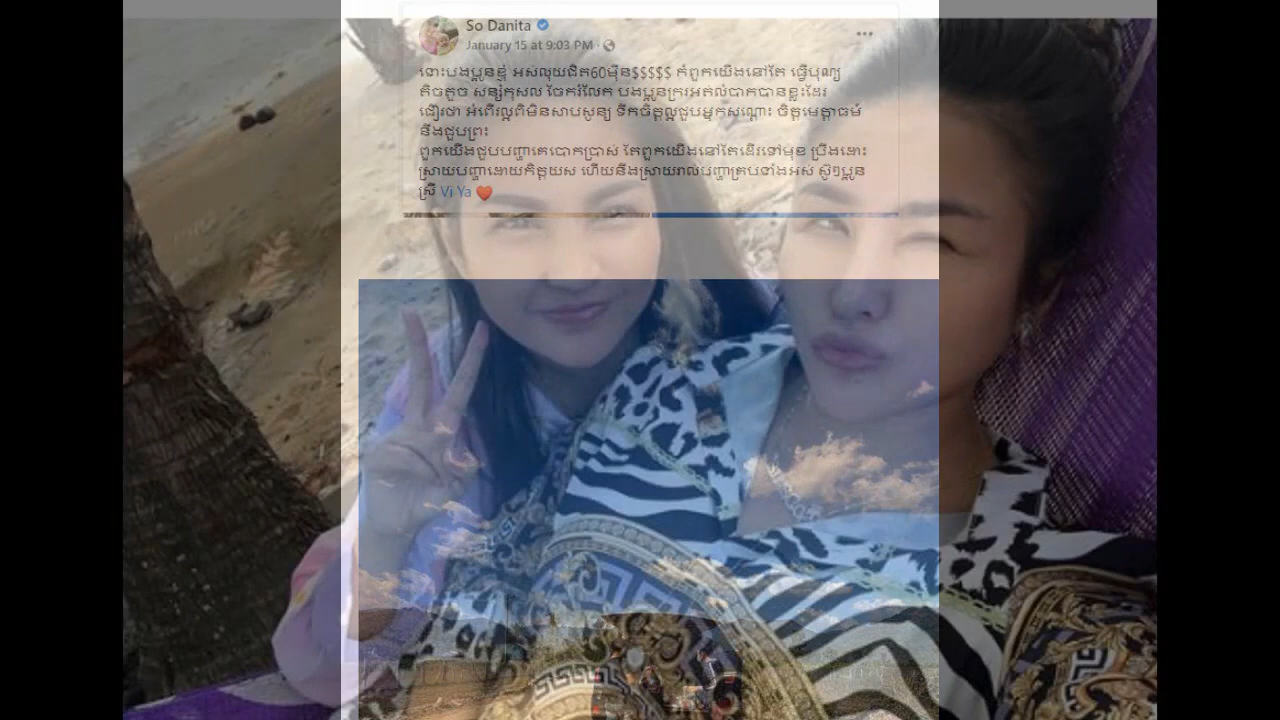 So Danita
January 15 at 9:03 PM ·
ទោះបងប្អូនខ្ញុំ អស់លុយជិត60ម៉ឺន$$$$$ កំពូកយើងនៅតែ ធ្វើបុណ្យ
តិចតួច សន្សំកុសល ចែករំលែក បងប្អូនក្រីអត់លំបាកបានខ្លះដែរ
ជឿរថា អំពើរល្អពិមិនសាបសូន្យ ទឹកចិត្តល្អជួបអ្នកស្មោះ ចិត្តមេត្តាធម៌
នឹងជួបព្រះ
ពួកយើងជួបបញ្ហាគេបោកប្រាស់ តែពួកយើងនៅតែដើរទៅមុខ ប្រឹងដោះ
ស្រាយបញ្ហាដោយកិត្តយស ហើយនឹងស្រាយរាល់បញ្ហាគ្រប់ទាំងអស់ ស៊ូៗប្អូន
ស្រី Vj Ya ❤️